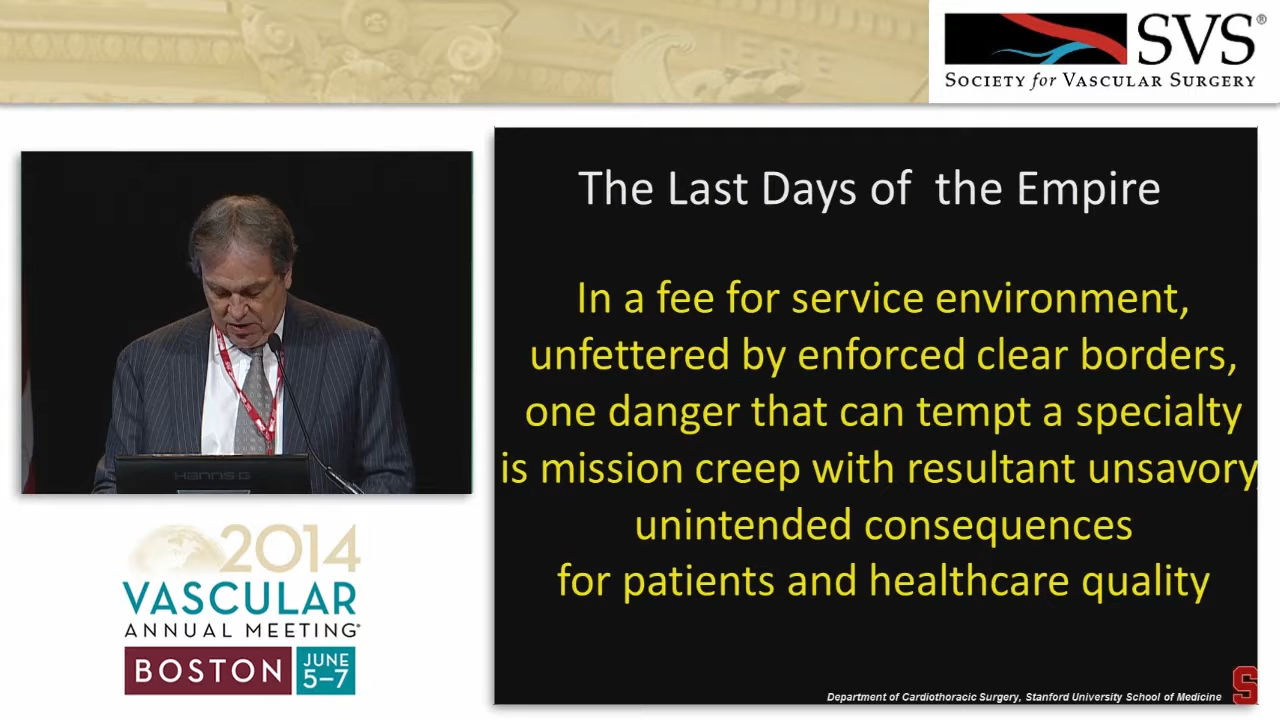 SVS®
SOCIETY for VASCULAR SURGERY
The Last Days of  the Empire
In a fee for service environment,
unfettered by enforced clear borders,
one danger that can tempt a specialty
is mission creep with resultant unsavory,
unintended consequences
for patients and healthcare quality
Department of Cardiothoracic Surgery, Stanford University School of Medicine
S
HANNS G
2014
VASCULAR
ANNUAL MEETING®
BOSTON
JUNE
5–7